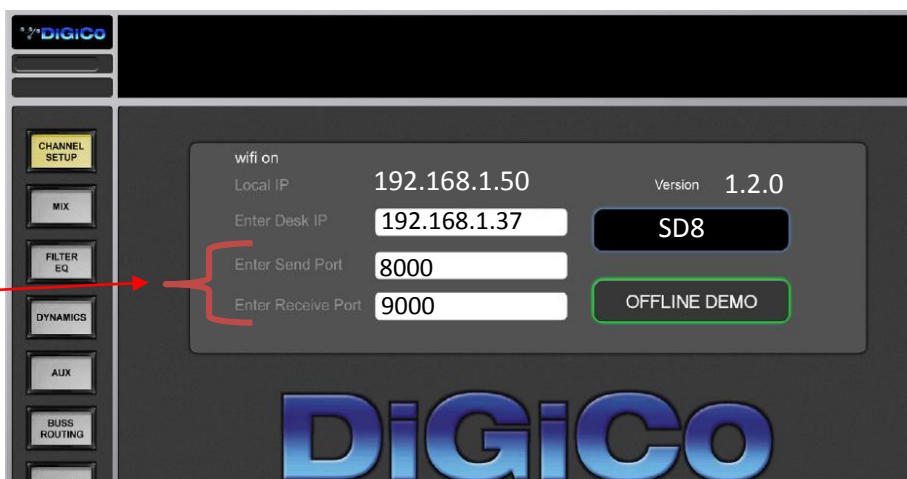 DiGiCo
CHANNEL
SETUP
MIX
FILTER
EQ
DYNAMICS
AUX
BUSS
ROUTING
wifi on
Local IP 192.168.1.50 Version 1.2.0
Enter Desk IP 192.168.1.37 SD8
Enter Send Port 8000
Enter Receive Port 9000 OFFLINE DEMO
DiGiCo